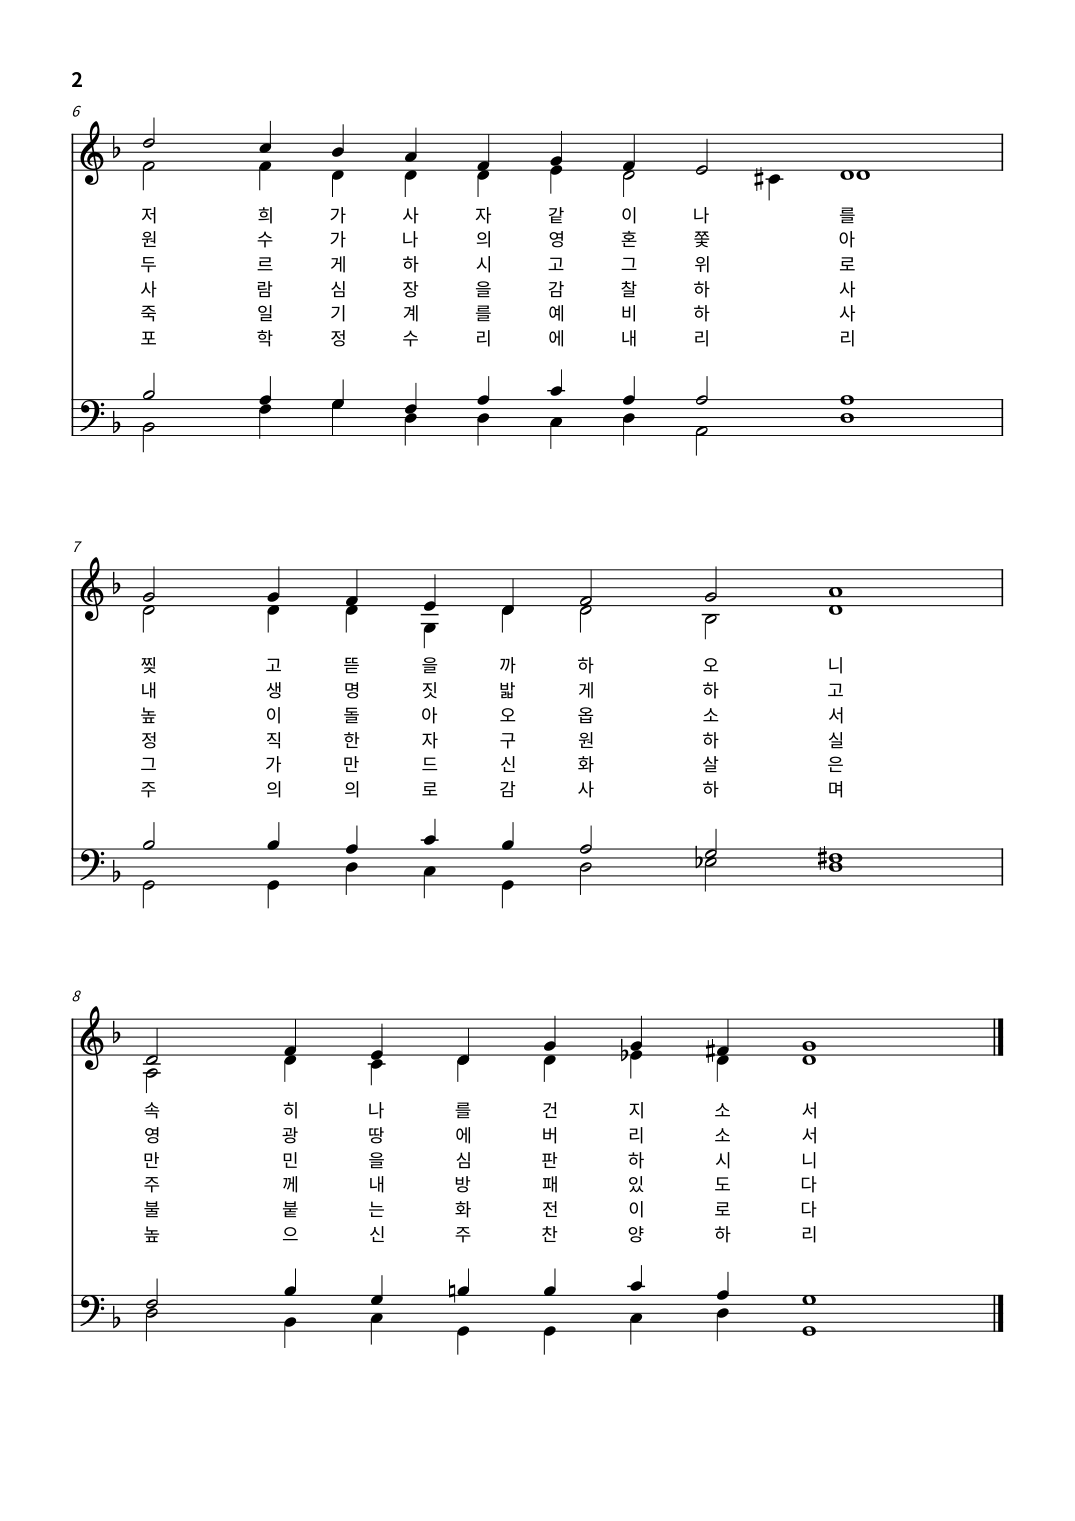 2
6
저 희 가 사 자 같 이 나 를
원 수 가 나 의 영 혼 쫓 아
두 르 게 하 시 고 그 위 로
사 람 심 장 을 감 찰 하 사
죽 일 기 계 를 예 비 하 사
포 학 정 수 리 에 내 리 리
7
찢 고 뜯 을 까 하 오 니
내 생 명 짓 밟 게 하 고
높 이 돌 아 오 옵 소 서
정 직 한 자 구 원 하 실
그 가 만 드 신 화 살 은
주 의 의 로 감 사 하 며
8
속 히 나 를 건 지 소 서
영 광 땅 에 버 리 소 서
만 민 을 심 판 하 시 니
주 께 내 방 패 있 도 다
불 붙 는 화 전 이 로 다
높 으 신 주 찬 양 하 리